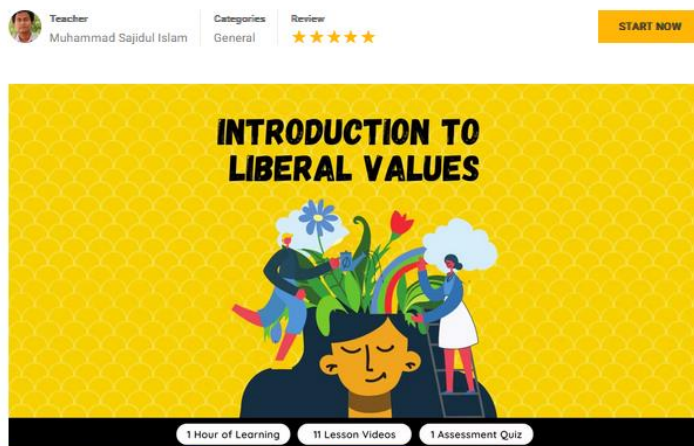 Teacher
Muhammad Sajidul Islam
Categories
General
Review
START NOW
INTRODUCTION TO
LIBERAL VALUES
1 Hour of Learning
11 Lesson Videos
1 Assessment Quiz